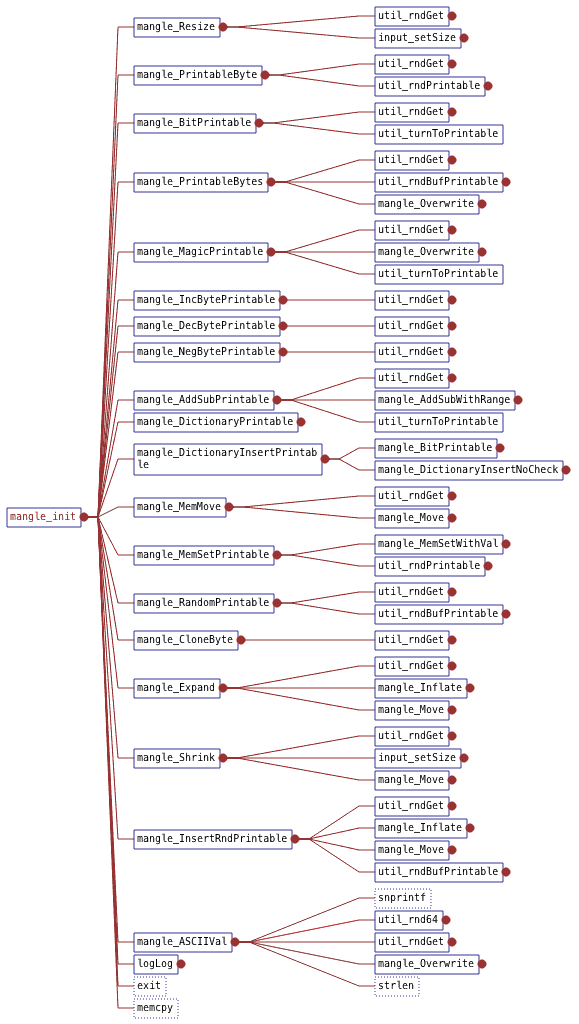 mangle_init
mangle_Resize
util_rndGet
input_setSize
mangle_PrintableByte
util_rndGet
util_rndPrintable
mangle_BitPrintable
util_rndGet
util_turnToPrintable
mangle_PrintableBytes
util_rndGet
util_rndBufPrintable
mangle_Overwrite
mangle_MagicPrintable
util_rndGet
mangle_Overwrite
util_turnToPrintable
mangle_IncBytePrintable
util_rndGet
mangle_DecBytePrintable
util_rndGet
mangle_NegBytePrintable
util_rndGet
mangle_AddSubPrintable
util_rndGet
mangle_AddSubWithRange
util_turnToPrintable
mangle_DictionaryPrintable
mangle_DictionaryInsertPrintab
le
mangle_BitPrintable
mangle_DictionaryInsertNoCheck
mangle_MemMove
util_rndGet
mangle_Move
mangle_MemSetPrintable
mangle_MemSetWithVal
util_rndPrintable
mangle_RandomPrintable
util_rndGet
util_rndBufPrintable
mangle_CloneByte
util_rndGet
mangle_Expand
util_rndGet
mangle_Inflate
mangle_Move
mangle_Shrink
util_rndGet
input_setSize
mangle_Move
mangle_InsertRndPrintable
util_rndGet
mangle_Inflate
mangle_Move
util_rndBufPrintable
mangle_ASCIIVal
snprintf
util_rnd64
util_rndGet
mangle_Overwrite
strlen
logLog
exit
memcpy